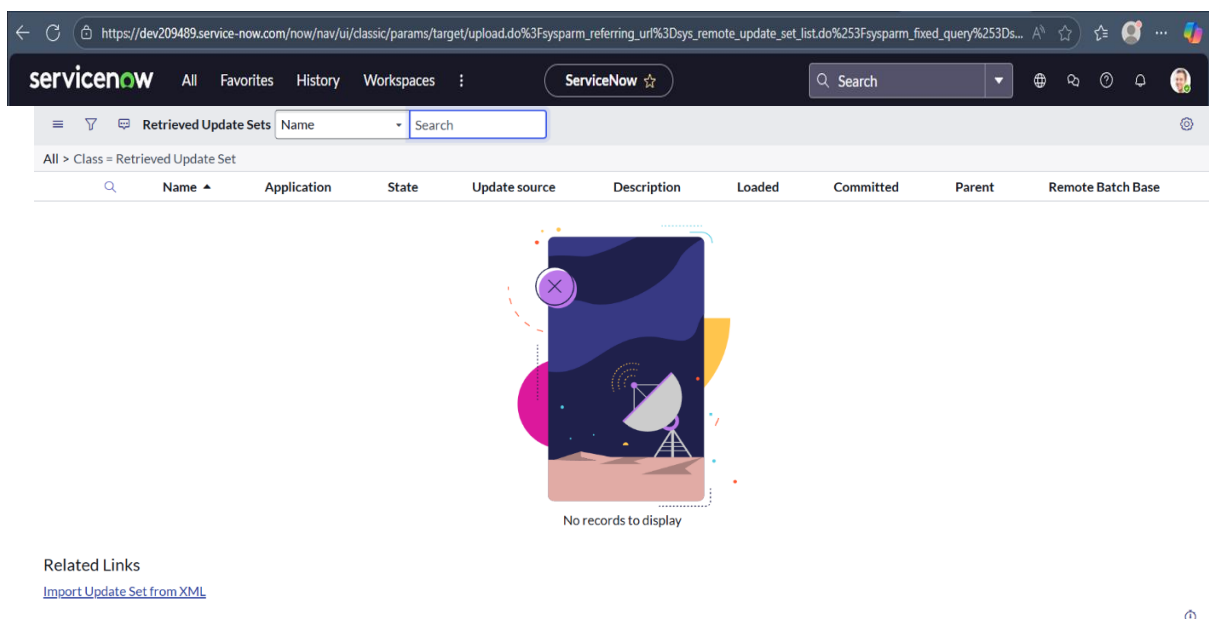 https://dev209489.service-now.com/now/nav/ui/classic/params/target/upload.do%3Fsysparm_referring_url%3Dsys_remote_update_set_list.do%253Fsysparm_fixed_query%253Ds...
servicenow All Favorites History Workspaces ServiceNow Search
Retrieved Update Sets Name Search
All > Class = Retrieved Update Set
Name Application State Update source Description Loaded Committed Parent Remote Batch Base
No records to display
Related Links
Import Update Set from XML